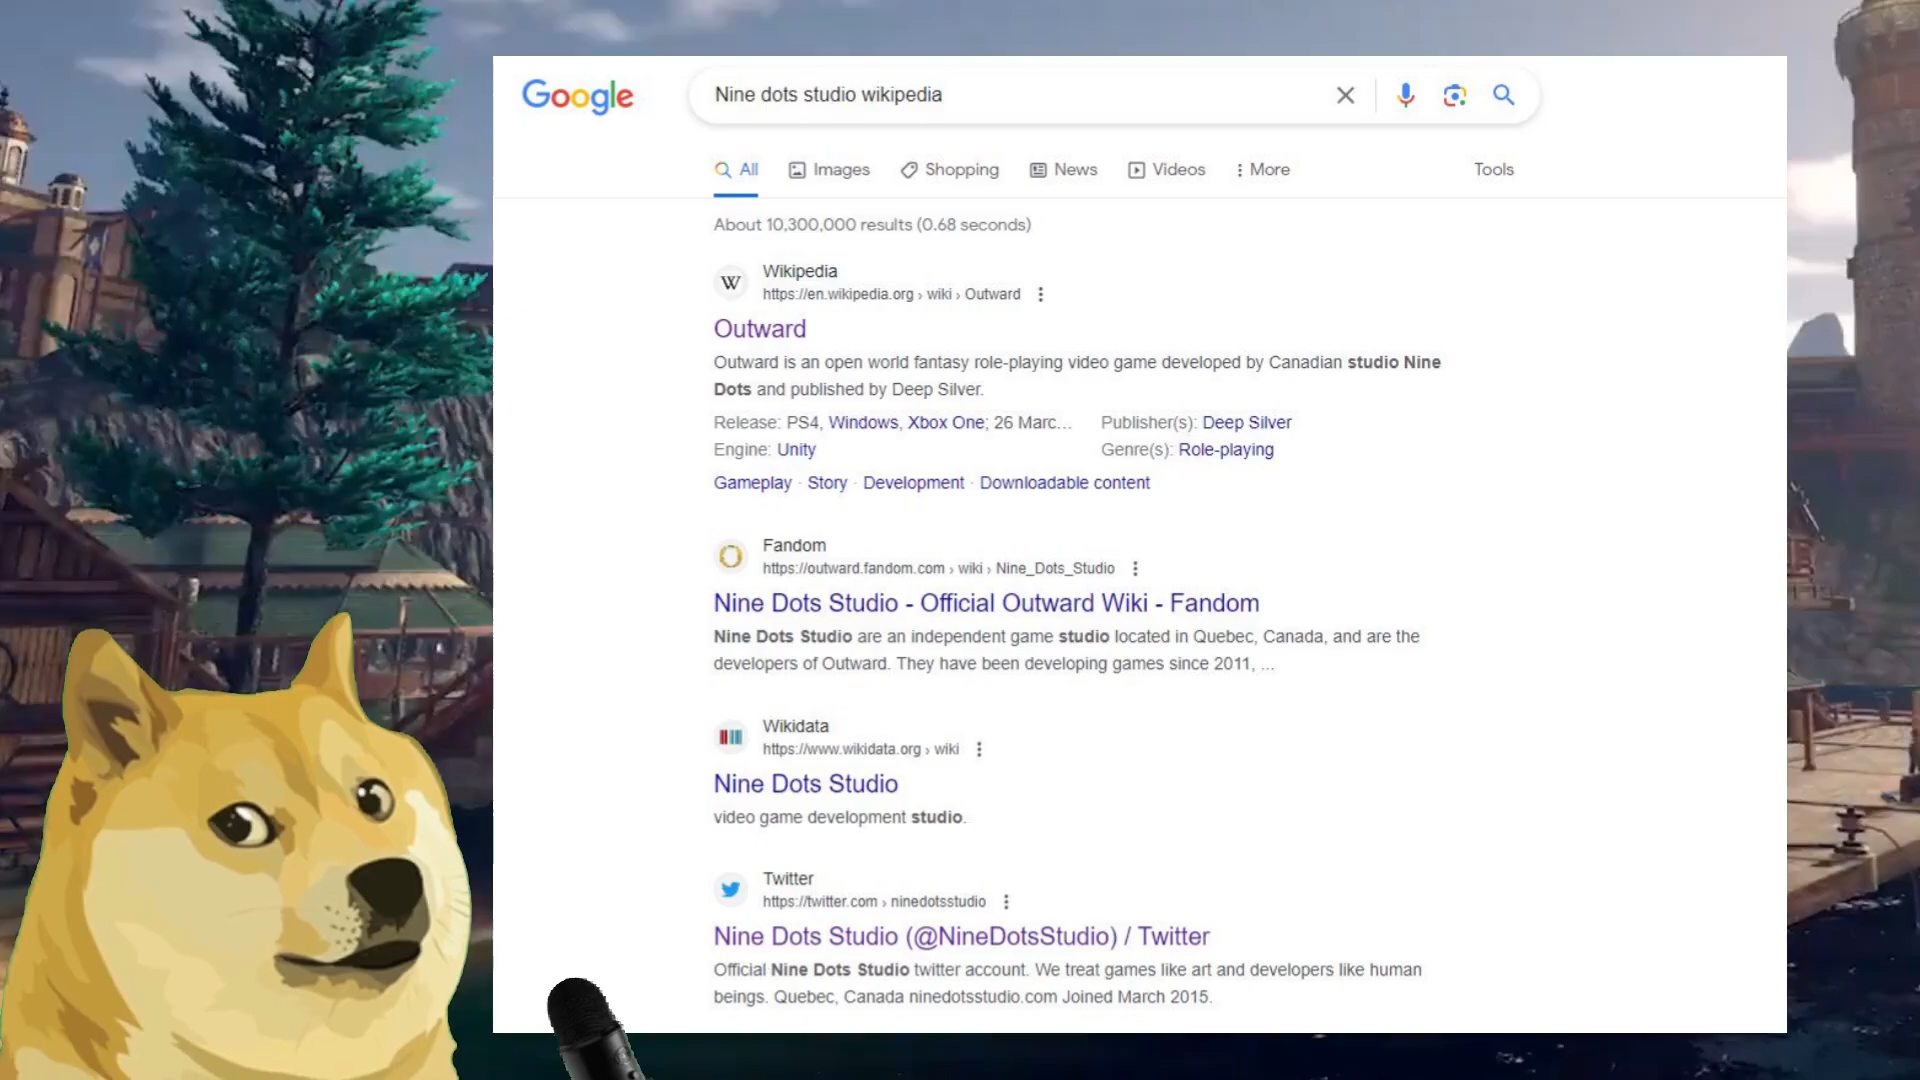 Google
Nine dots studio wikipedia
All Images Shopping News Videos More Tools
About 10,300,000 results (0.68 seconds)
W
Wikipedia
https://en.wikipedia.org › wiki › Outward
Outward
Outward is an open world fantasy role-playing video game developed by Canadian studio Nine
Dots and published by Deep Silver.
Release: PS4, Windows, Xbox One; 26 Marc... Publisher(s): Deep Silver
Engine: Unity Genre(s): Role-playing
Gameplay · Story · Development · Downloadable content
Fandom
https://outward.fandom.com › wiki › Nine_Dots_Studio
Nine Dots Studio - Official Outward Wiki - Fandom
Nine Dots Studio are an independent game studio located in Quebec, Canada, and are the
developers of Outward. They have been developing games since 2011, ...
Wikidata
https://www.wikidata.org › wiki
Nine Dots Studio
video game development studio.
Twitter
https://twitter.com › ninedotsstudio
Nine Dots Studio (@NineDotsStudio) / Twitter
Official Nine Dots Studio twitter account. We treat games like art and developers like human
beings. Quebec, Canada ninedotsstudio.com Joined March 2015.